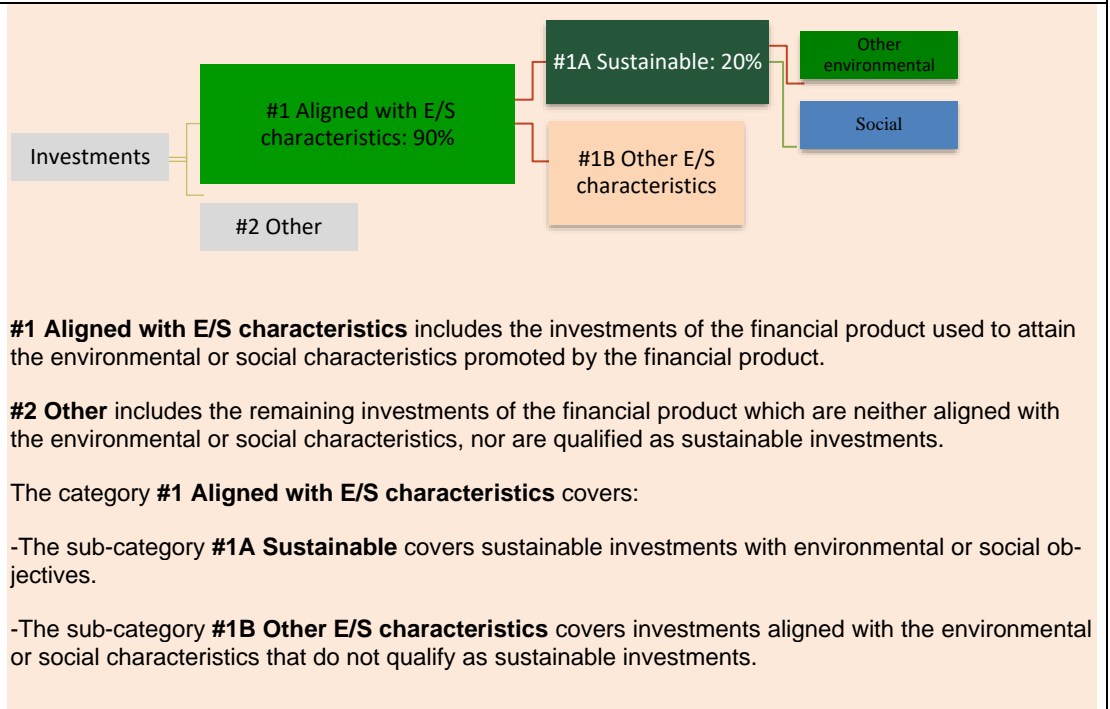 Investments
#1 Aligned with E/S
characteristics: 90%
#2 Other
#1A Sustainable: 20%
#1B Other E/S
characteristics
Other
environmental
Social
#1 Aligned with E/S characteristics includes the investments of the financial product used to attain
the environmental or social characteristics promoted by the financial product.
#2 Other includes the remaining investments of the financial product which are neither aligned with
the environmental or social characteristics, nor are qualified as sustainable investments.
The category #1 Aligned with E/S characteristics covers:
-The sub-category #1A Sustainable covers sustainable investments with environmental or social ob-
jectives.
-The sub-category #1B Other E/S characteristics covers investments aligned with the environmental
or social characteristics that do not qualify as sustainable investments.